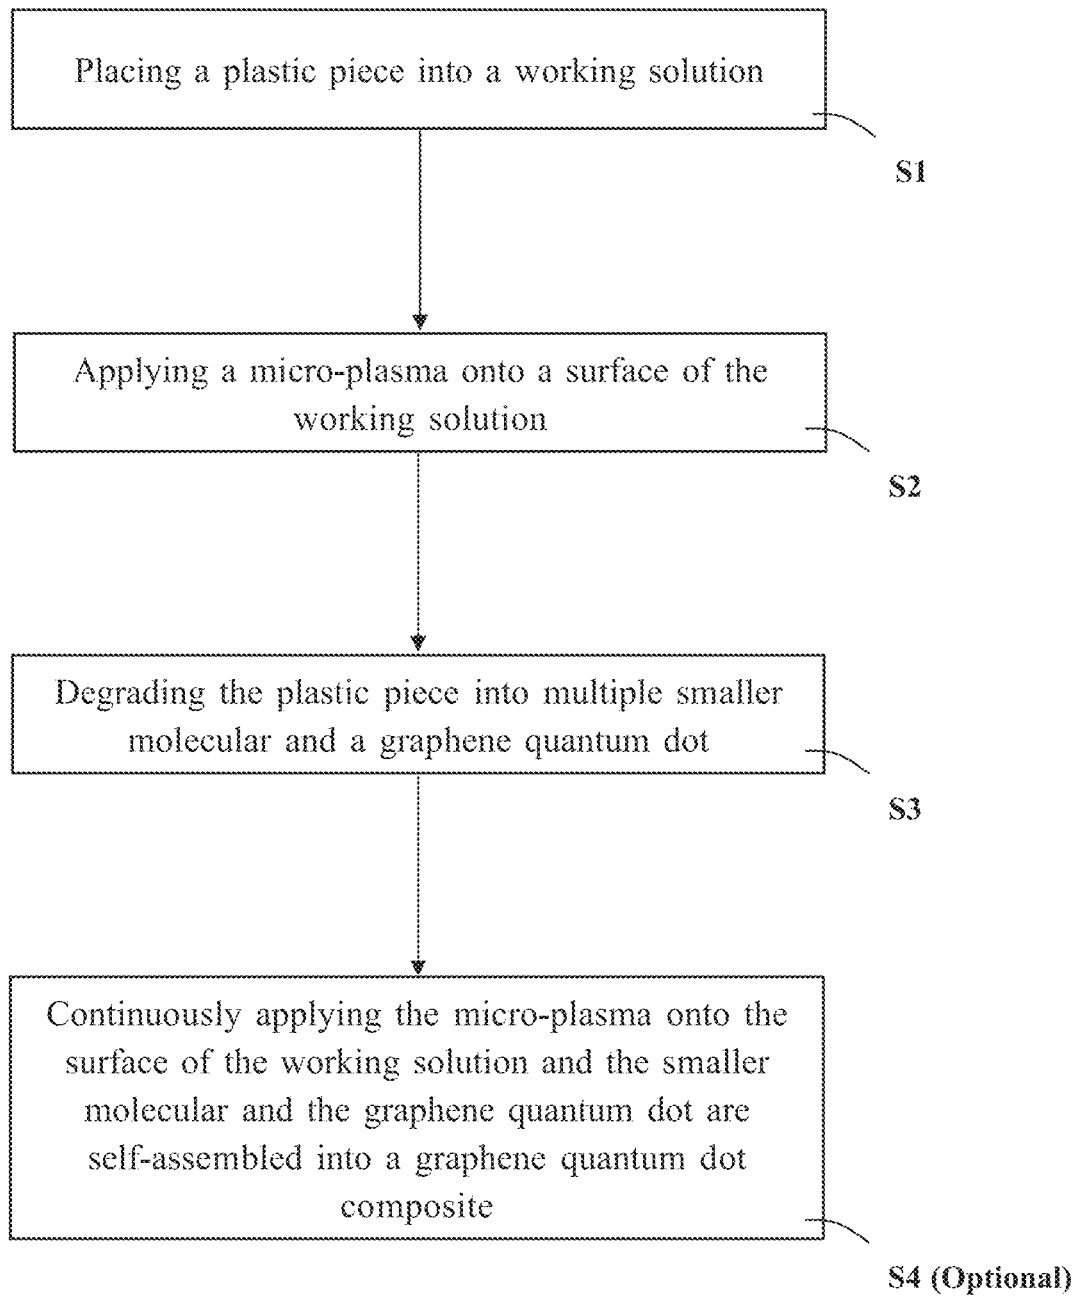 Placing a plastic piece into a working solution
S1
Applying a micro-plasma onto a surface of the
working solution
S2
Degrading the plastic piece into multiple smaller
molecular and a graphene quantum dot
S3
Continuously applying the micro-plasma onto the
surface of the working solution and the smaller
molecular and the graphene quantum dot are
self-assembled into a graphene quantum dot
composite
S4 (Optional)